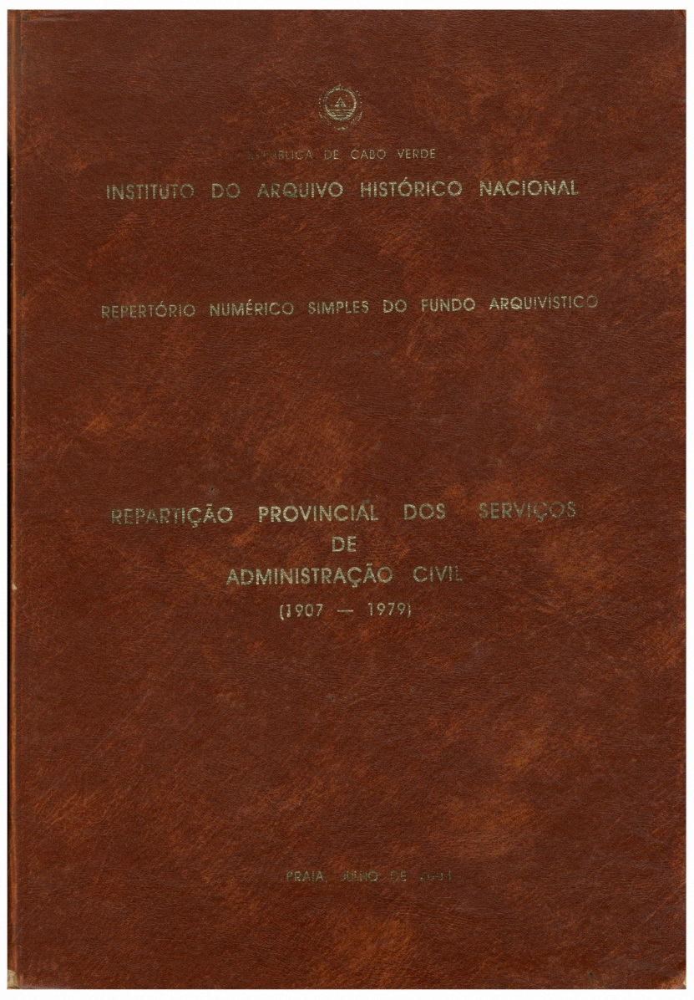 REPÚBLICA DE CABO VERDE
INSTITUTO DO ARQUIVO HISTÓRICO NACIONAL
REPERTÓRIO NUMÉRICO SIMPLES DO FUNDO ARQUIVÍSTICO
REPARTIÇÃO PROVINCIAL DOS SERVIÇOS
DE
ADMINISTRAÇÃO CIVIL
(1907 — 1979)
PRAIA, JULHO DE